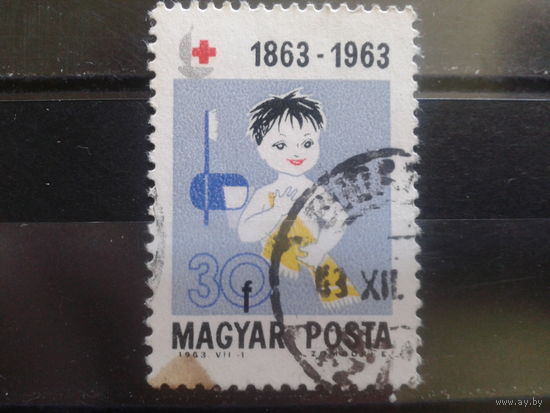 1863-1963
30
f
MAGYAR POSTA
1963. VII-1
63 XII.
www.ay.by